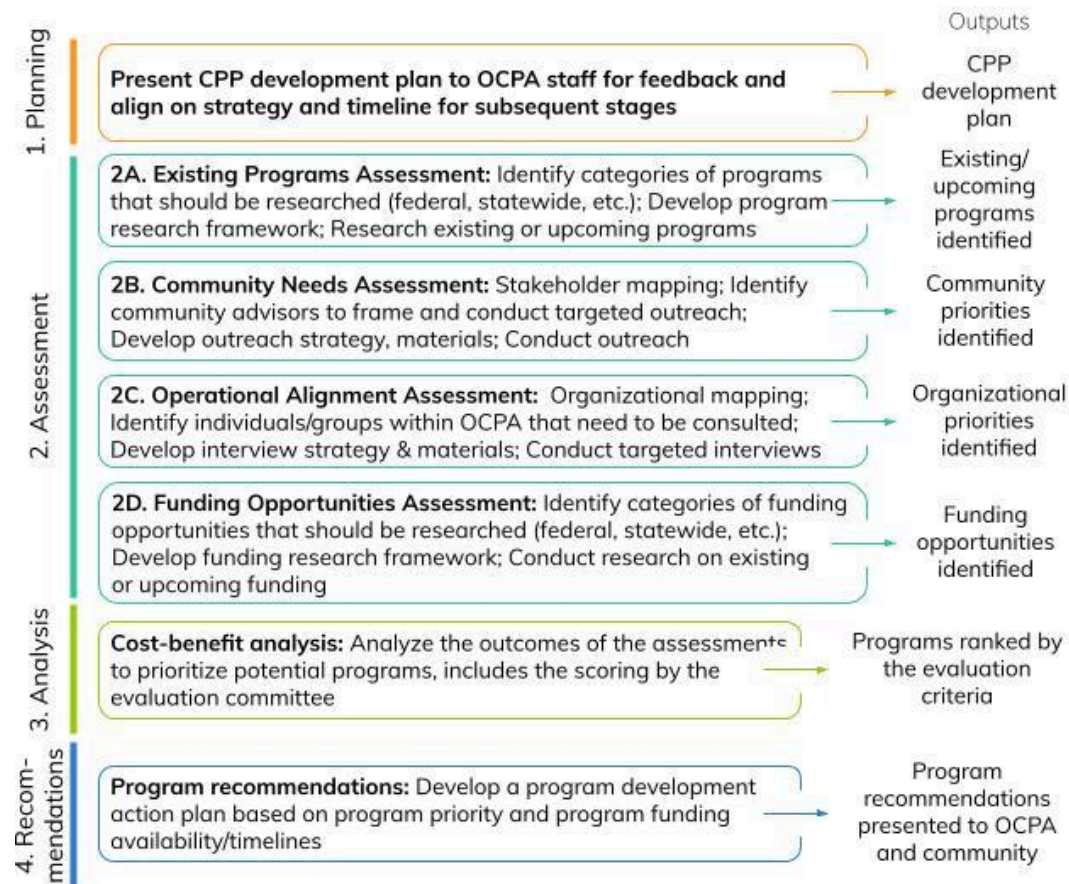 Outputs
1. Planning
Present CPP development plan to OCPA staff for feedback and
align on strategy and timeline for subsequent stages
CPP
development
plan
2. Assessment
2A. Existing Programs Assessment: Identify categories of programs
that should be researched (federal, statewide, etc.); Develop program
research framework; Research existing or upcoming programs
Existing/
upcoming
programs
identified
2B. Community Needs Assessment: Stakeholder mapping; Identify
community advisors to frame and conduct targeted outreach;
Develop outreach strategy, materials; Conduct outreach
Community
priorities
identified
2C. Operational Alignment Assessment: Organizational mapping;
Identify individuals/groups within OCPA that need to be consulted;
Develop interview strategy & materials; Conduct targeted interviews
Organizational
priorities
identified
2D. Funding Opportunities Assessment: Identify categories of funding
opportunities that should be researched (federal, statewide, etc.);
Develop funding research framework; Conduct research on existing
or upcoming funding
Funding
opportunities
identified
3. Analysis
Cost-benefit analysis: Analyze the outcomes of the assessments
to prioritize potential programs, includes the scoring by the
evaluation committee
Programs ranked by
the evaluation
criteria
4. Recom-
mendations
Program recommendations: Develop a program development
action plan based on program priority and program funding
availability/timelines
Program
recommendations
presented to OCPA
and community